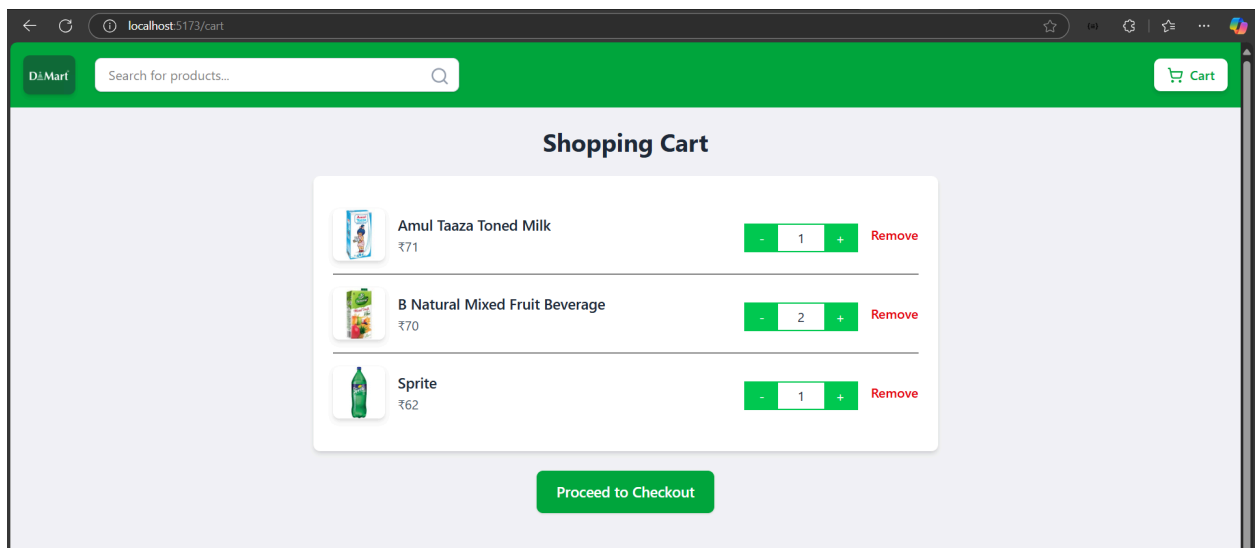 localhost:5173/cart
DMart
Search for products...
Cart
Shopping Cart
Amul Taaza Toned Milk
₹71
- 1 +
Remove
B Natural Mixed Fruit Beverage
₹70
- 2 +
Remove
Sprite
₹62
- 1 +
Remove
Proceed to Checkout